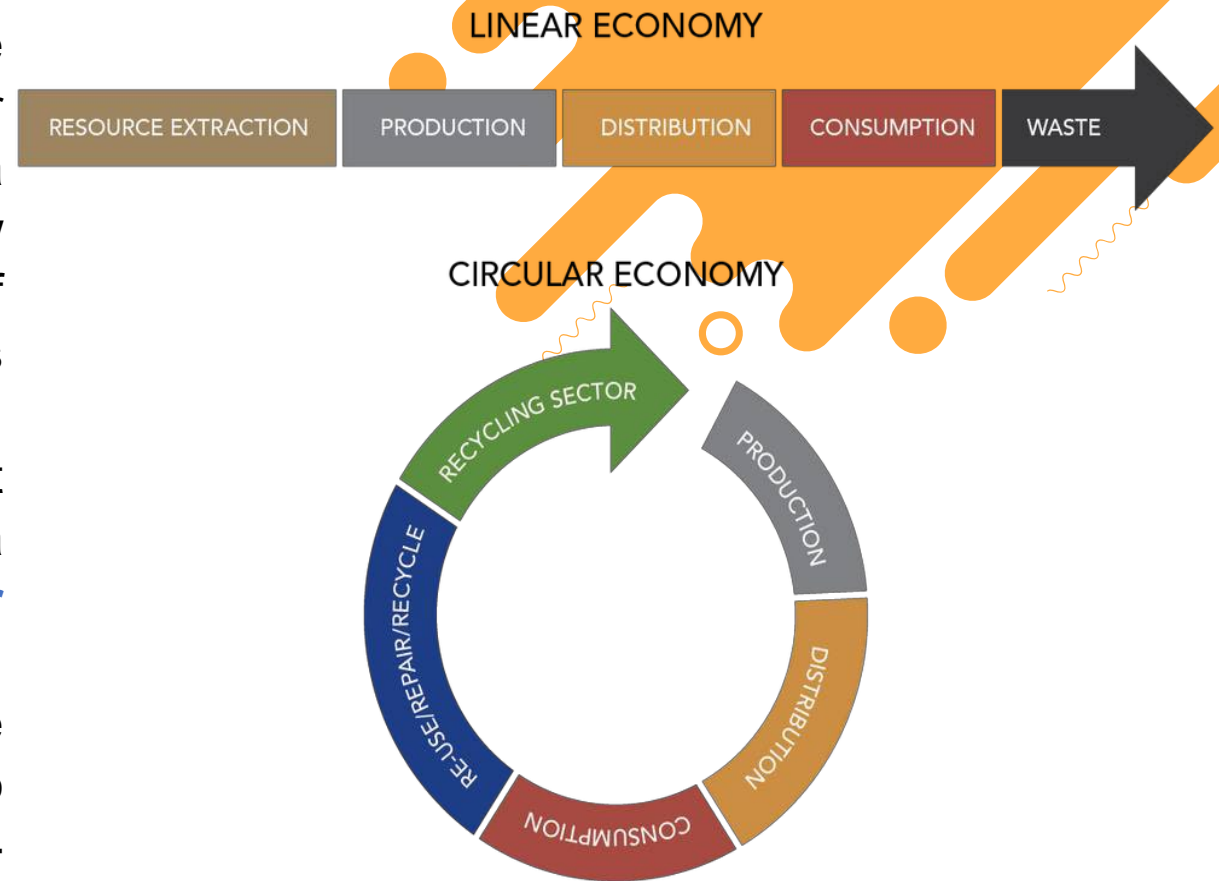 LINEAR ECONOMY
RESOURCE EXTRACTION
PRODUCTION
DISTRIBUTION
CONSUMPTION
WASTE
CIRCULAR ECONOMY
RECYCLING SECTOR
PRODUCTION
DISTRIBUTION
CONSUMPTION
RE-USE/REPAIR/RECYCLE